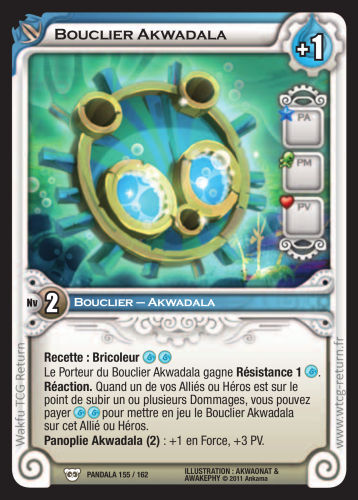 Bouclier Akwadala
+1
PA
PM
PV
Nv 2 Bouclier – Akwadala
Recette : Bricoleur
Le Porteur du Bouclier Akwadala gagne Résistance 1 .
Réaction. Quand un de vos Alliés ou Héros est sur le
point de subir un ou plusieurs Dommages, vous pouvez
payer pour mettre en jeu le Bouclier Akwadala
sur cet Allié ou Héros.
Panoplie Akwadala (2) : +1 en Force, +3 PV.
Wakfu TCG Return
www.wtcg-return.fr
PANDALA 155 / 162
ILLUSTRATION : AKWAONAT &
AWAKEPHY © 2011 Ankama